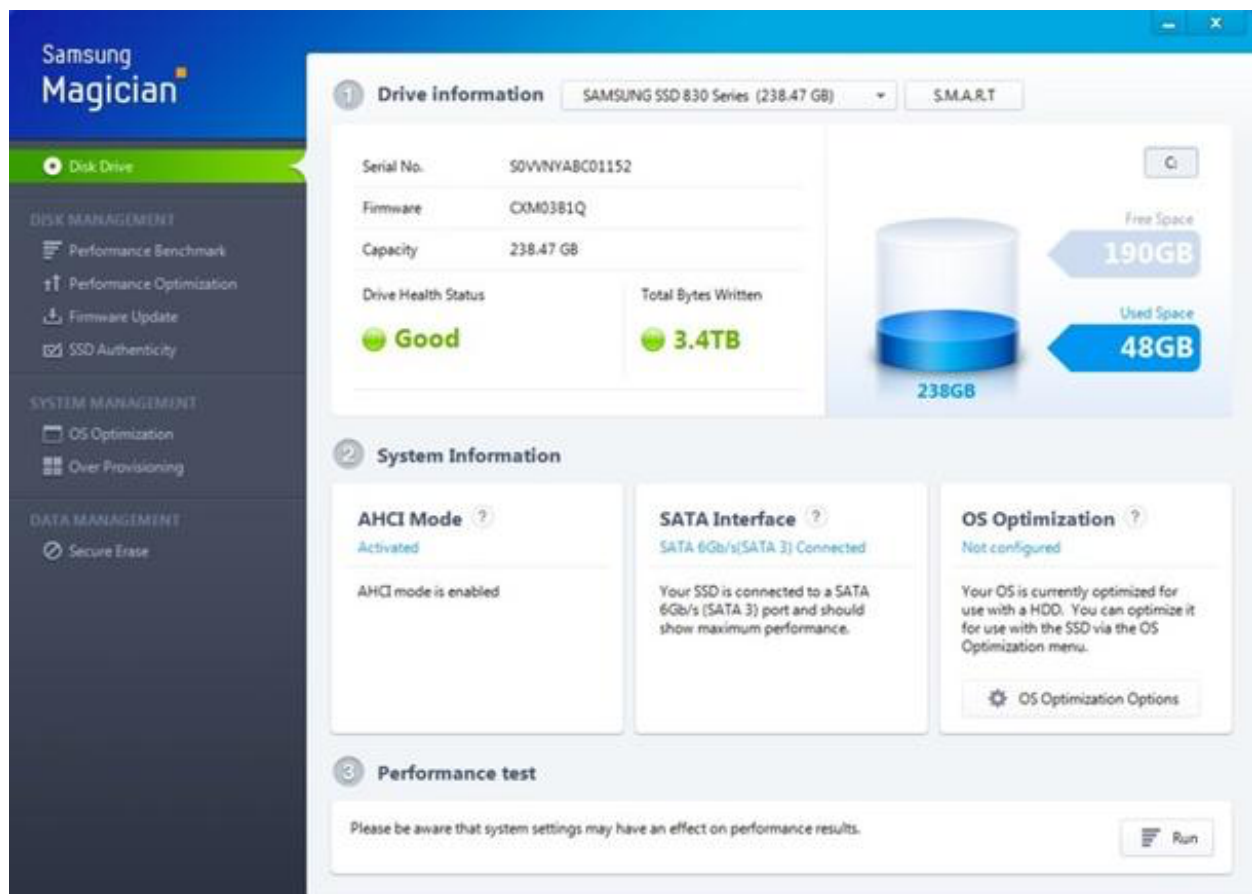 Samsung
Magician
Disk Drive
DISK MANAGEMENT
Performance Benchmark
Performance Optimization
Firmware Update
SSD Authenticity
SYSTEM MANAGEMENT
OS Optimization
Over Provisioning
DATA MANAGEMENT
Secure Erase
1 Drive information SAMSUNG SSD 830 Series (238.47 GB) S.M.A.R.T
Serial No. S0VVNYABC01152
Firmware CXM03B1Q
Capacity 238.47 GB
Drive Health Status Total Bytes Written
Good 3.4TB
C:
Free Space
190GB
Used Space
48GB
238GB
2 System Information
AHCI Mode ?
Activated
AHCI mode is enabled
SATA Interface ?
SATA 6Gb/s(SATA 3) Connected
Your SSD is connected to a SATA
6Gb/s (SATA 3) port and should
show maximum performance.
OS Optimization ?
Not configured
Your OS is currently optimized for
use with a HDD. You can optimize it
for use with the SSD via the OS
Optimization menu.
OS Optimization Options
3 Performance test
Please be aware that system settings may have an effect on performance results.
Run